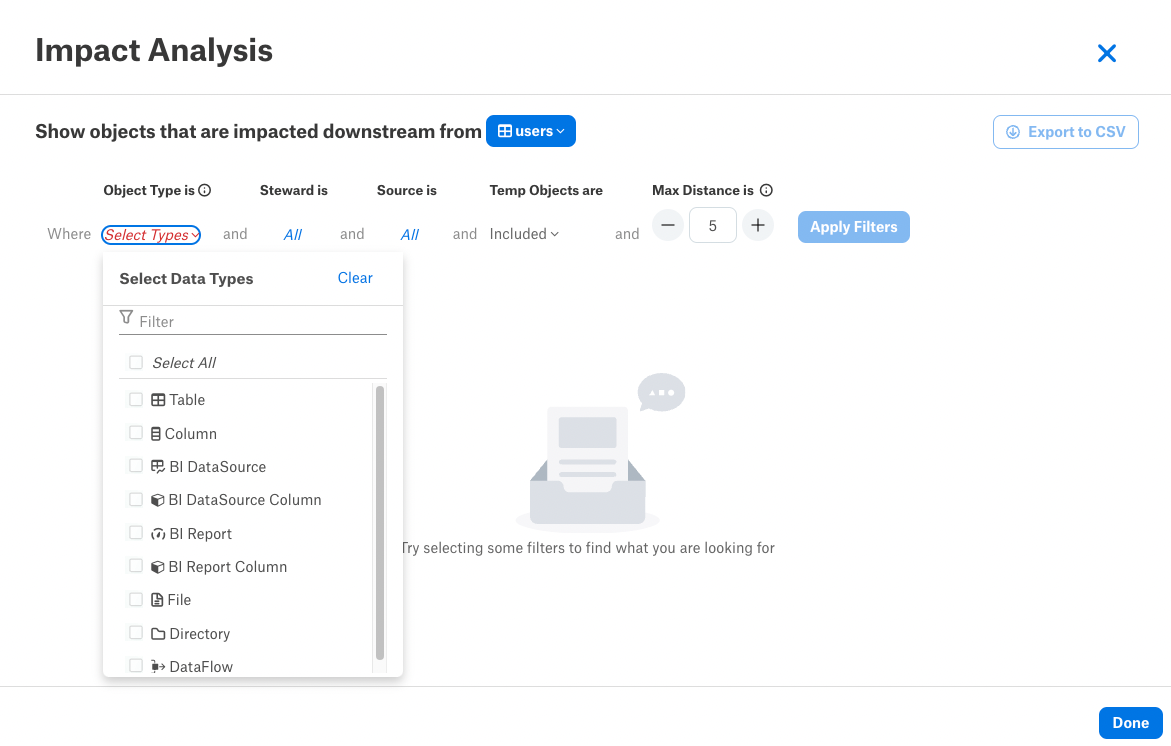 Impact Analysis
Show objects that are impacted downstream from users
Export to CSV
Object Type is Steward is Source is Temp Objects are Max Distance is
Where Select Types and All and All and Included and 5 Apply Filters
Select Data Types Clear
Filter
Select All
Table
Column
BI DataSource
BI DataSource Column
BI Report
BI Report Column
File
Directory
DataFlow
Try selecting some filters to find what you are looking for
Done